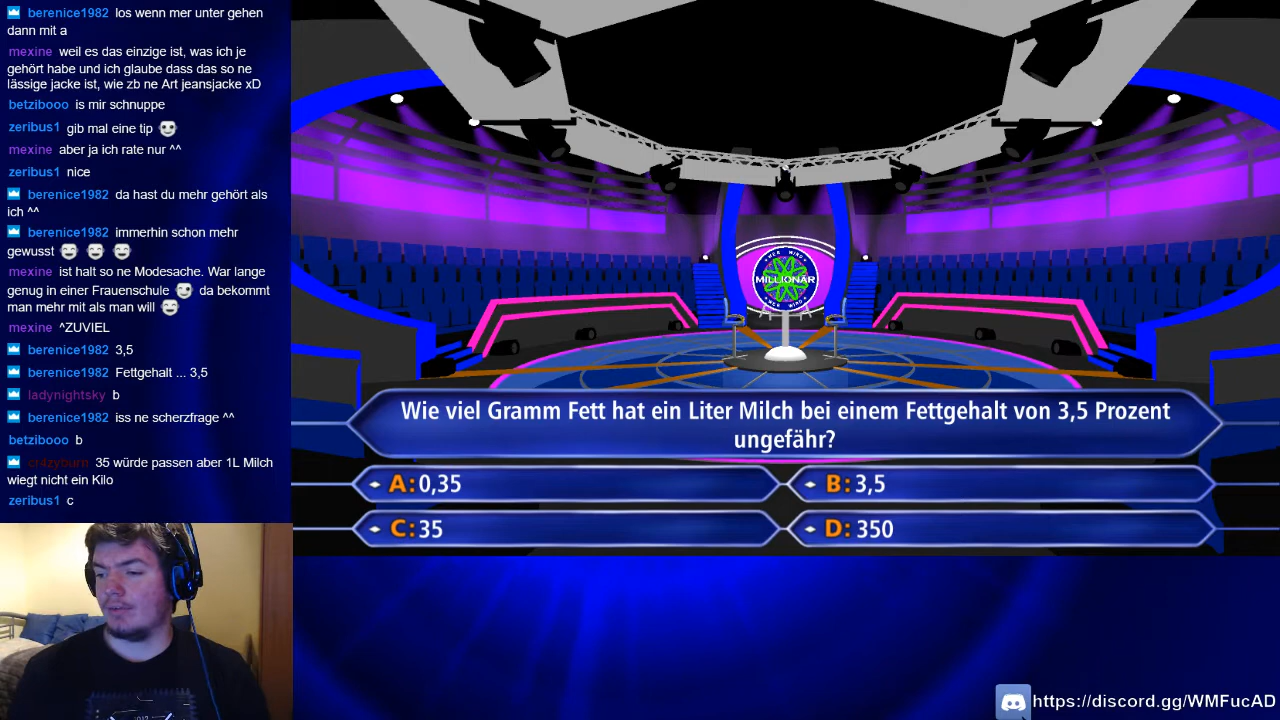 berenice1982 los wenn mer unter gehen
dann mit a
mexine weil es das einzige ist, was ich je
gehört habe und ich glaube dass das so ne
lässige jacke ist, wie zb ne Art jeansjacke xD
betzibooo is mir schnuppe
zeribus1 gib mal eine tip
mexine aber ja ich rate nur ^^
zeribus1 nice
berenice1982 da hast du mehr gehört als
ich ^^
berenice1982 immerhin schon mehr
gewusst
mexine ist halt so ne Modesache. War lange
genug in einer Frauenschule da bekommt
man mehr mit als man will
mexine ^ZUVIEL
berenice1982 3,5
berenice1982 Fettgehalt ... 3,5
ladynightsky b
berenice1982 iss ne scherzfrage ^^
betzibooo b
cr4zyburn 35 würde passen aber 1L Milch
wiegt nicht ein Kilo
zeribus1 c
WER WIRD
MILLIONÄR
Wie viel Gramm Fett hat ein Liter Milch bei einem Fettgehalt von 3,5 Prozent
ungefähr?
A: 0,35
B: 3,5
C: 35
D: 350
https://discord.gg/WMFucAD